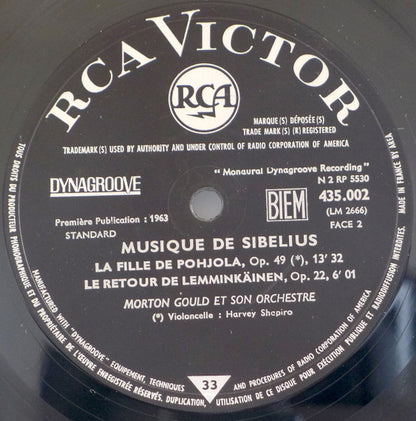 RCA VICTOR
RCA
MARQUE(S) DÉPOSÉE(S)
TRADE MARK(S) (R) REGISTERED
TRADEMARK(S) USED BY AUTHORITY AND UNDER CONTROL OF RADIO CORPORATION OF AMERICA
" Monaural Dynagroove Recording "
N 2 RP 5530
DYNAGROOVE
BIEM
435.002
(LM 2666)
FACE 2
Première Publication : 1963
STANDARD
MUSIQUE DE SIBELIUS
LA FILLE DE POHJOLA, Op. 49 (*), 13' 32
LE RETOUR DE LEMMINKÄINEN, Op. 22, 6' 01
MORTON GOULD ET SON ORCHESTRE
(*) Violoncelle : Harvey Shapiro
33
MANUFACTURED WITH "DYNAGROOVE" EQUIPEMENT, TECHNIQUES AND PROCEDURES OF RADIO CORPORATION OF AMERICA
TOUS DROITS DU PRODUCTEUR PHONOGRAPHIQUE ET DU PROPRIÉTAIRE DE L'ŒUVRE ENREGISTRÉE RÉSERVÉS. DUPLICATION, UTILISATION DE CE DISQUE POUR EXÉCUTION PUBLIQUE ET RADIODIFFUSION INTERDITES.
MADE IN FRANCE BY AREA